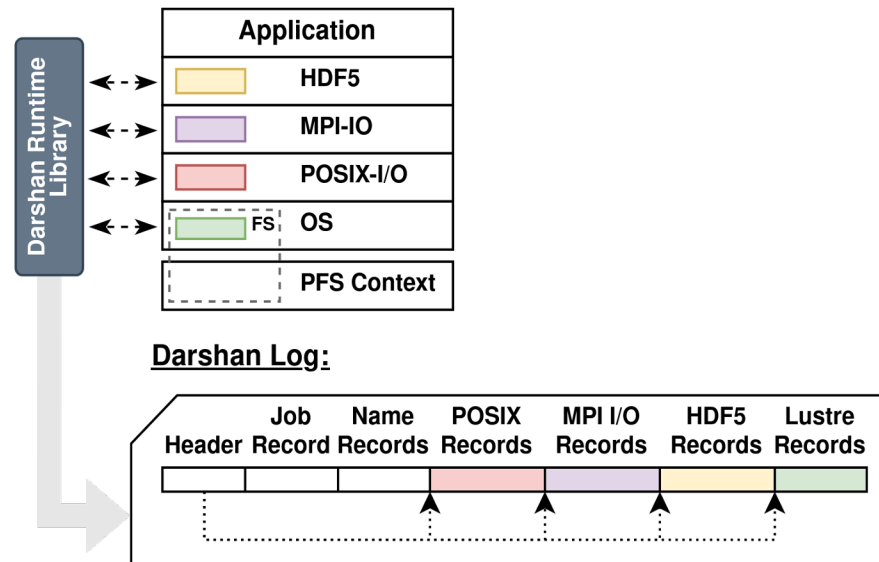 Darshan Runtime
Library
Application
HDF5
MPI-IO
POSIX-I/O
FS OS
PFS Context
Darshan Log:
Header
Job
Record
Name
Records
POSIX
Records
MPI I/O
Records
HDF5
Records
Lustre
Records